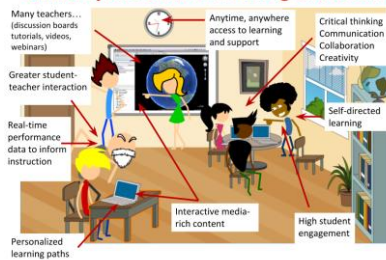 Many teachers…
(discussion boards
tutorials, videos,
webinars)
Anytime, anywhere
access to learning
and support
Critical thinking
Communication
Collaboration
Creativity
Greater student-
teacher interaction
Real-time
performance
data to inform
instruction
Self-directed
learning
Interactive media-
rich content
High student
engagement
Personalized
learning paths